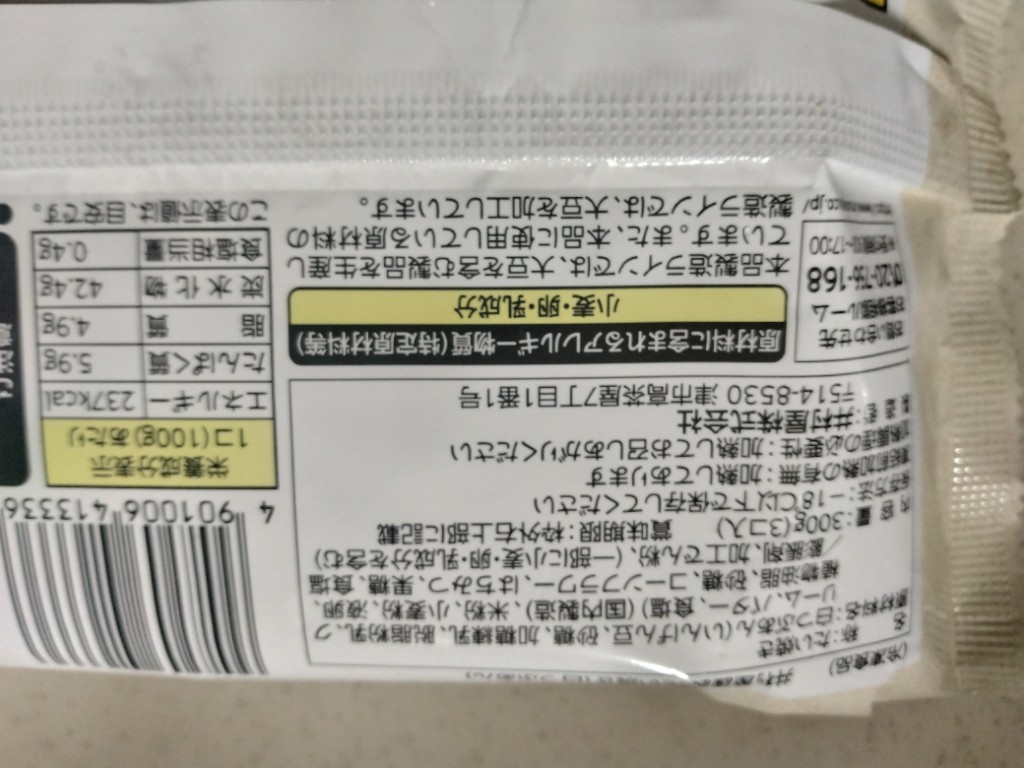 (冷凍食品)
名 称:たい焼き
原材料名:白つぶあん(いんげん豆、砂糖、加糖練乳、脱脂粉乳、ク
リーム、バター、食塩)(国内製造)、米粉、小麦粉、液卵、
植物油脂、砂糖、コーンフラワー、はちみつ、果糖、食塩
/膨脹剤、加工でん粉、(一部に小麦・卵・乳成分を含む)
内 容 量:300g(3コ入) 賞味期限:枠外右上部に記載
保存方法:-18℃以下で保存してください
凍結前加熱の有無:加熱してあります
加熱調理の必要性:加熱してお召しあがりください
製 造 者:井村屋株式会社
〒514-8530 津市高茶屋7丁目1番1号
お問い合わせ先
お客様ルーム
0120-756-168
17:00
原材料に含まれるアレルギー物質(特定原材料等)
小麦・卵・乳成分
本品製造ラインでは、大豆を含む製品を生産し
ています。また、本品に使用している原材料の
製造ラインでは、大豆を加工しています。
4 901006 413336
栄養成分表示
1コ(100g)あたり
エネルギー 237kcal
たんぱく質 5.9g
脂 質 4.9g
炭 水 化 物 42.4g
食塩相当量 0.4g
この表示値は、目安です。